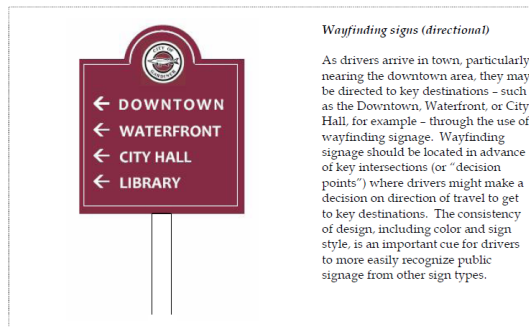 CITY OF
GARDINER
← DOWNTOWN
← WATERFRONT
← CITY HALL
← LIBRARY
Wayfinding signs (directional)
As drivers arrive in town, particularly
nearing the downtown area, they may
be directed to key destinations – such
as the Downtown, Waterfront, or City
Hall, for example – through the use of
wayfinding signage. Wayfinding
signage should be located in advance
of key intersections (or “decision
points”) where drivers might make a
decision on direction of travel to get
to key destinations. The consistency
of design, including color and sign
style, is an important cue for drivers
to more easily recognize public
signage from other sign types.